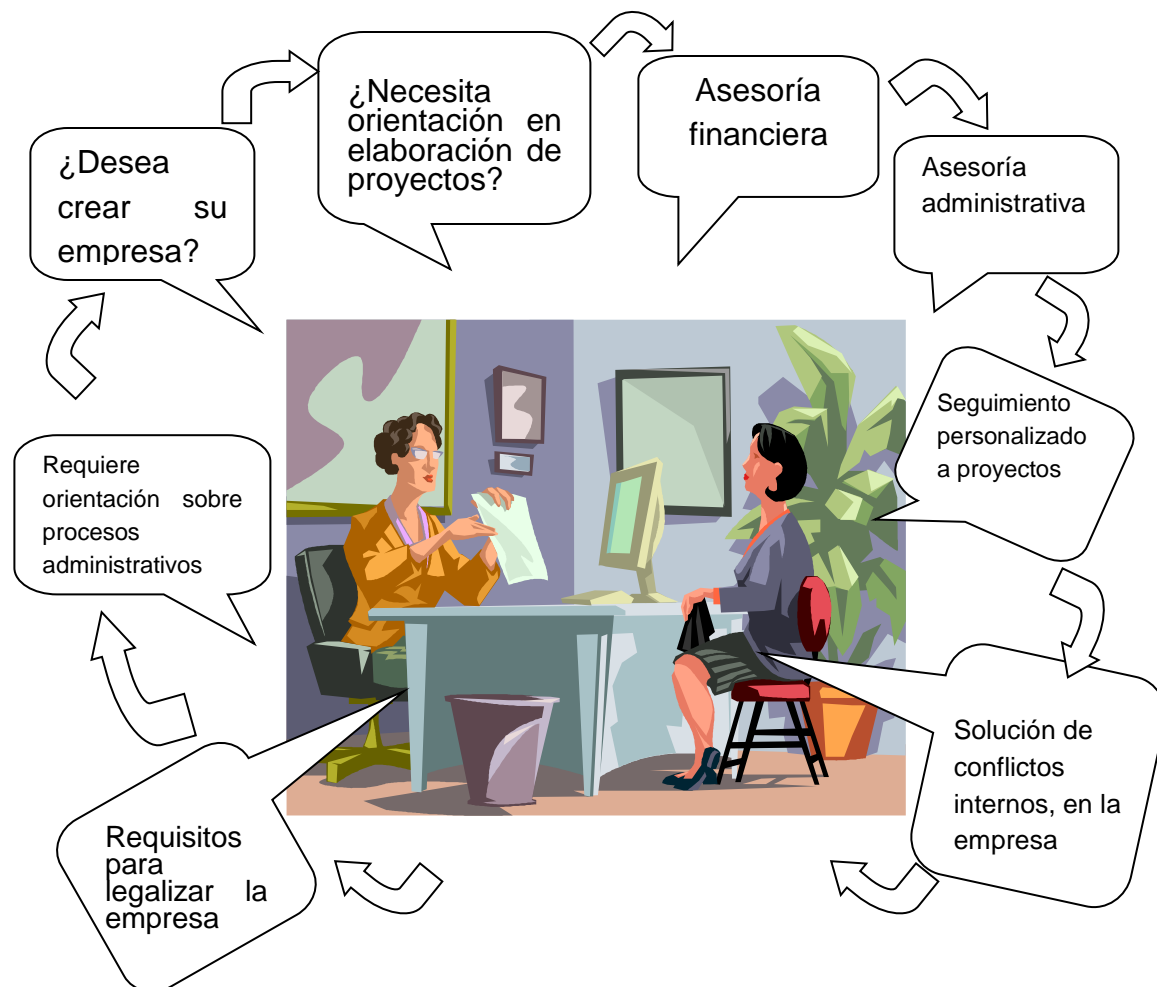 ¿Desea
crear su
empresa?
¿Necesita
orientación en
elaboración de
proyectos?
Asesoría
financiera
Asesoría
administrativa
Seguimiento
personalizado
a proyectos
Solución de
conflictos
internos, en la
empresa
Requisitos
para
legalizar la
empresa
Requiere
orientación sobre
procesos
administrativos